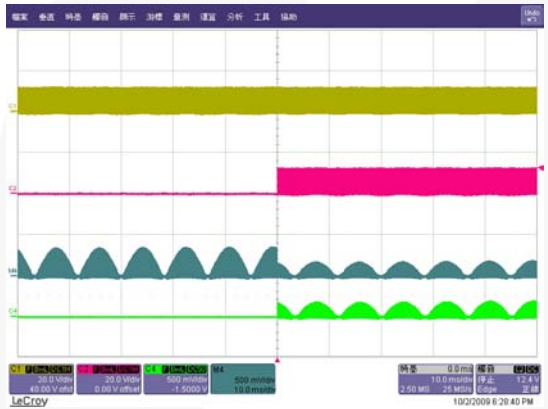 檔案 垂直 時基 觸發 顯示 游標 量測 運算 分析 工具 協助
Undo
C1
C2
M4
C4
C1
20.0 V/div
40.00 V ofst
C2
20.0 V/div
0.00 V offset
C4
500 mV/div
-1.5000 V
M4
500 mV/div
10.0 ms/div
時基 0.0 ms
10.0 ms/div
2.50 MS 25 MS/s
觸發 C2 DC
停止 12.4 V
Edge 正緣
LeCroy
10/2/2009 6:28:40 PM